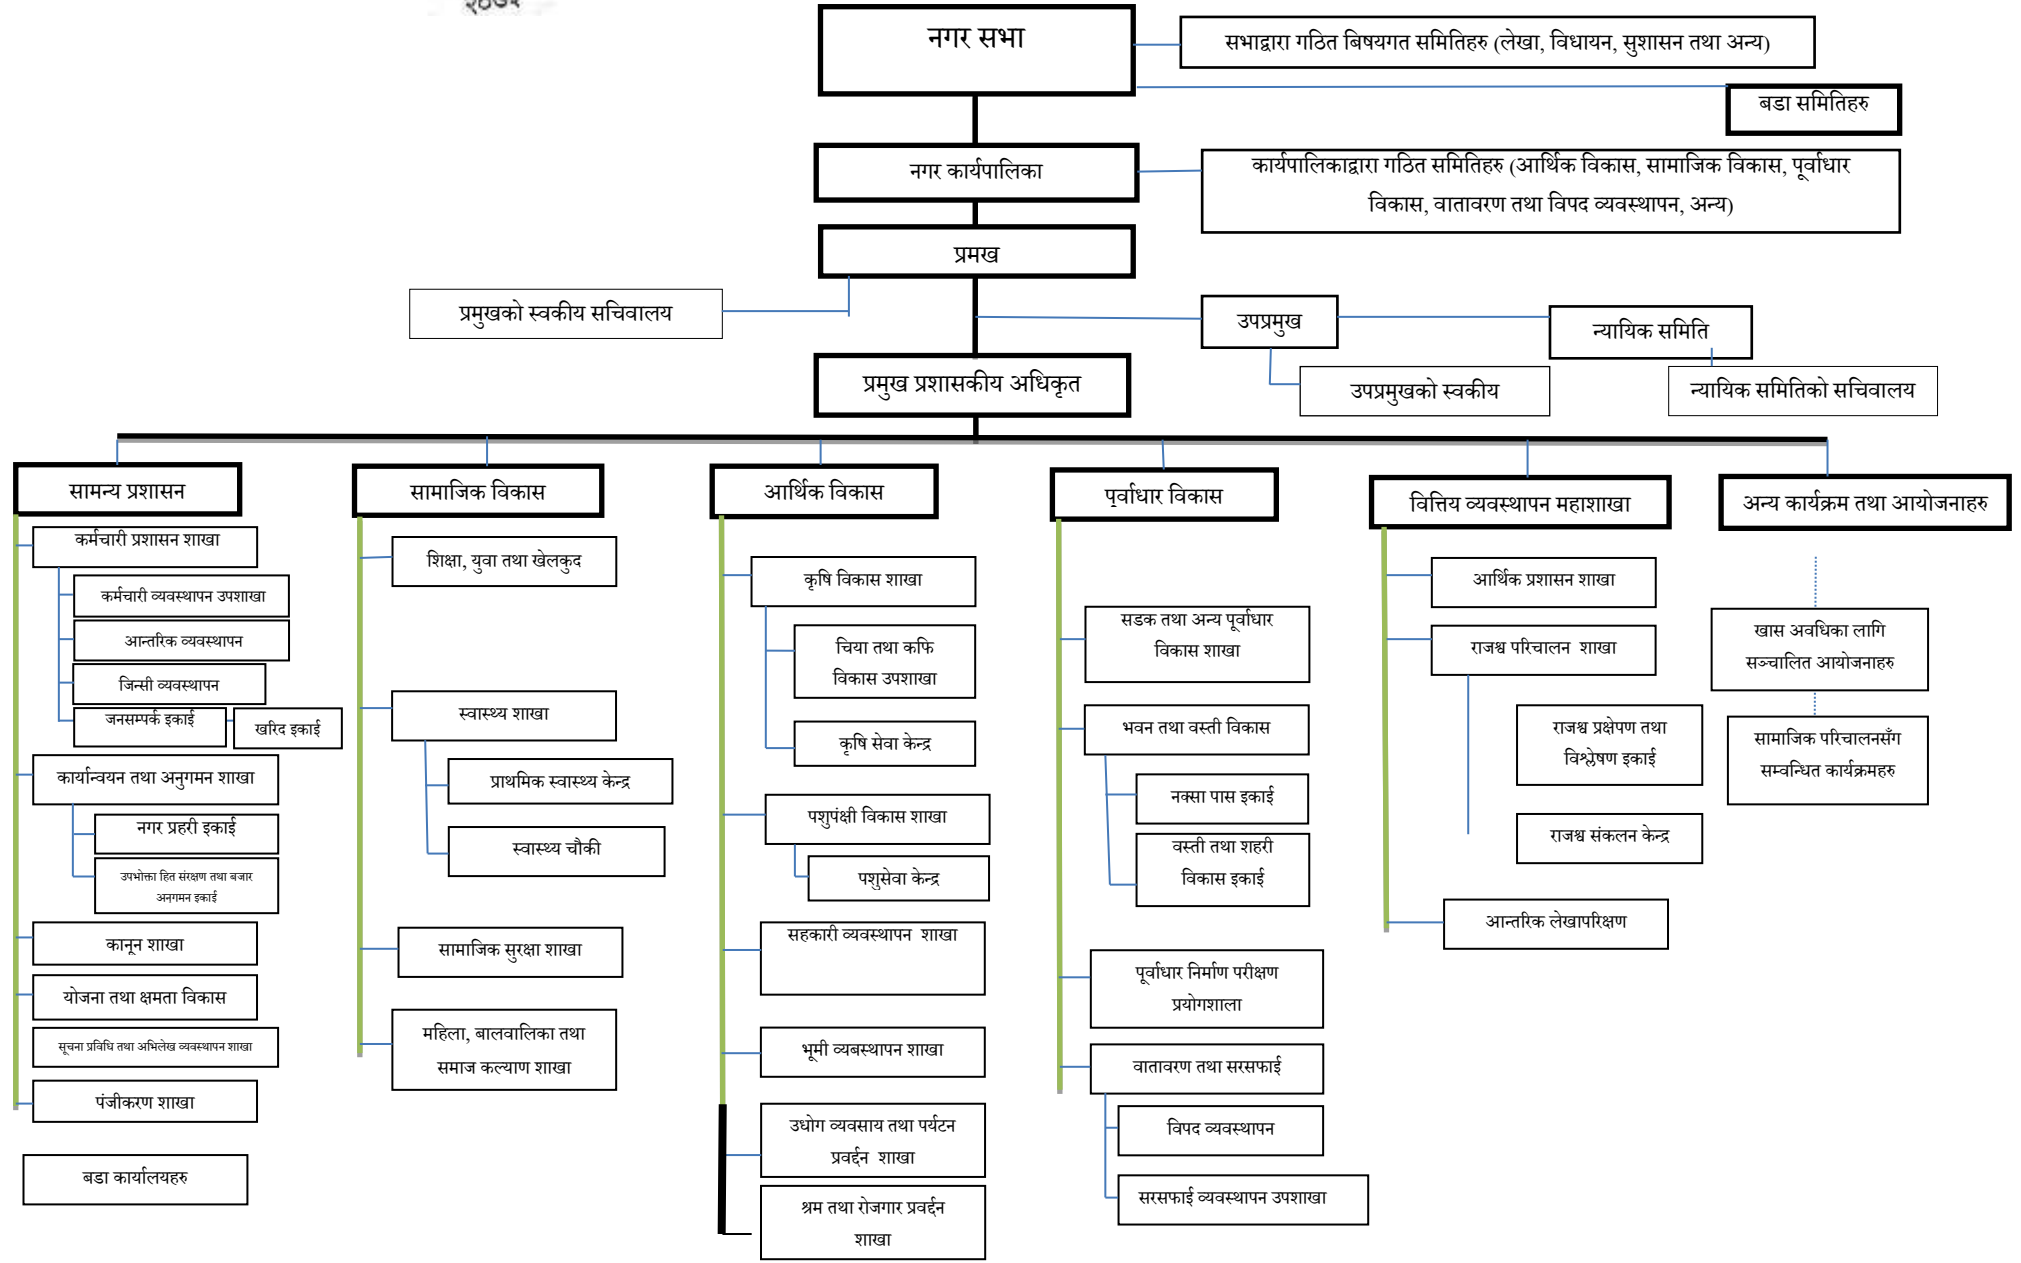 नगर सभा
सभाद्वारा गठित बिषयगत समितिहरु (लेखा, विधायन, सुशासन तथा अन्य)
बडा समितिहरु
नगर कार्यपालिका
कार्यपालिकाद्वारा गठित समितिहरु (आर्थिक विकास, सामाजिक विकास, पूर्वाधार
विकास, वातावरण तथा विपद व्यवस्थापन, अन्य)
प्रमख
प्रमुखको स्वकीय सचिवालय
उपप्रमुख
न्यायिक समिति
प्रमुख प्रशासकीय अधिकृत
उपप्रमुखको स्वकीय
न्यायिक समितिको सचिवालय
सामन्य प्रशासन
कर्मचारी प्रशासन शाखा
कर्मचारी व्यवस्थापन उपशाखा
आन्तरिक व्यवस्थापन
जिन्सी व्यवस्थापन
जनसम्पर्क इकाई
खरिद इकाई
कार्यान्वयन तथा अनुगमन शाखा
नगर प्रहरी इकाई
उपभोक्ता हित संरक्षण तथा बजार
अनुगमन इकाई
कानून शाखा
योजना तथा क्षमता विकास
सूचना प्रविधि तथा अभिलेख व्यवस्थापन शाखा
पंजीकरण शाखा
बडा कार्यालयहरु
सामाजिक विकास
शिक्षा, युवा तथा खेलकुद
स्वास्थ्य शाखा
प्राथमिक स्वास्थ्य केन्द्र
स्वास्थ्य चौकी
सामाजिक सुरक्षा शाखा
महिला, बालवालिका तथा
समाज कल्याण शाखा
आर्थिक विकास
कृषि विकास शाखा
चिया तथा कफि
विकास उपशाखा
कृषि सेवा केन्द्र
पशुपंक्षी विकास शाखा
पशुसेवा केन्द्र
सहकारी व्यवस्थापन शाखा
भूमी व्यबस्थापन शाखा
उधोग व्यवसाय तथा पर्यटन
प्रवर्द्दन शाखा
श्रम तथा रोजगार प्रवर्द्दन
शाखा
पूर्वाधार विकास
सडक तथा अन्य पूर्वाधार
विकास शाखा
भवन तथा वस्ती विकास
नक्सा पास इकाई
वस्ती तथा शहरी
विकास इकाई
पूर्वाधार निर्माण परीक्षण
प्रयोगशाला
वातावरण तथा सरसफाई
विपद व्यवस्थापन
सरसफाई व्यवस्थापन उपशाखा
वित्तिय व्यवस्थापन महाशाखा
आर्थिक प्रशासन शाखा
राजश्व परिचालन शाखा
राजश्व प्रक्षेपण तथा
विश्लेषण इकाई
राजश्व संकलन केन्द्र
आन्तरिक लेखापरिक्षण
अन्य कार्यक्रम तथा आयोजनाहरु
खास अवधिका लागि
सञ्चालित आयोजनाहरु
सामाजिक परिचालनसँग
सम्वन्धित कार्यक्रमहरु